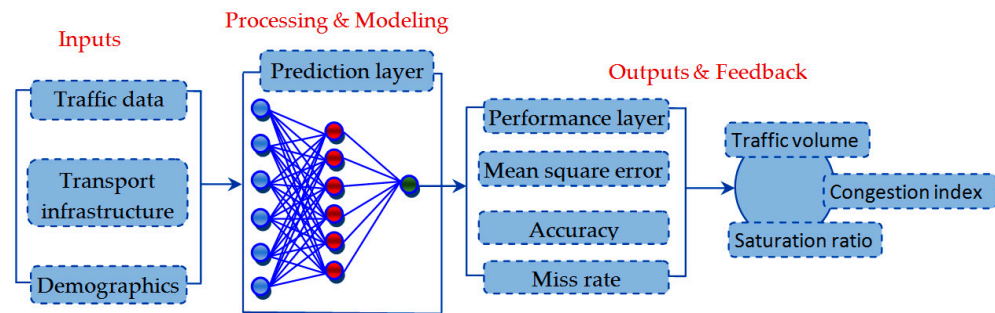 Inputs
Traffic data
Transport
infrastructure
Demographics
Processing & Modeling
Prediction layer
Outputs & Feedback
Performance layer
Mean square error
Accuracy
Miss rate
Traffic volume
Congestion index
Saturation ratio